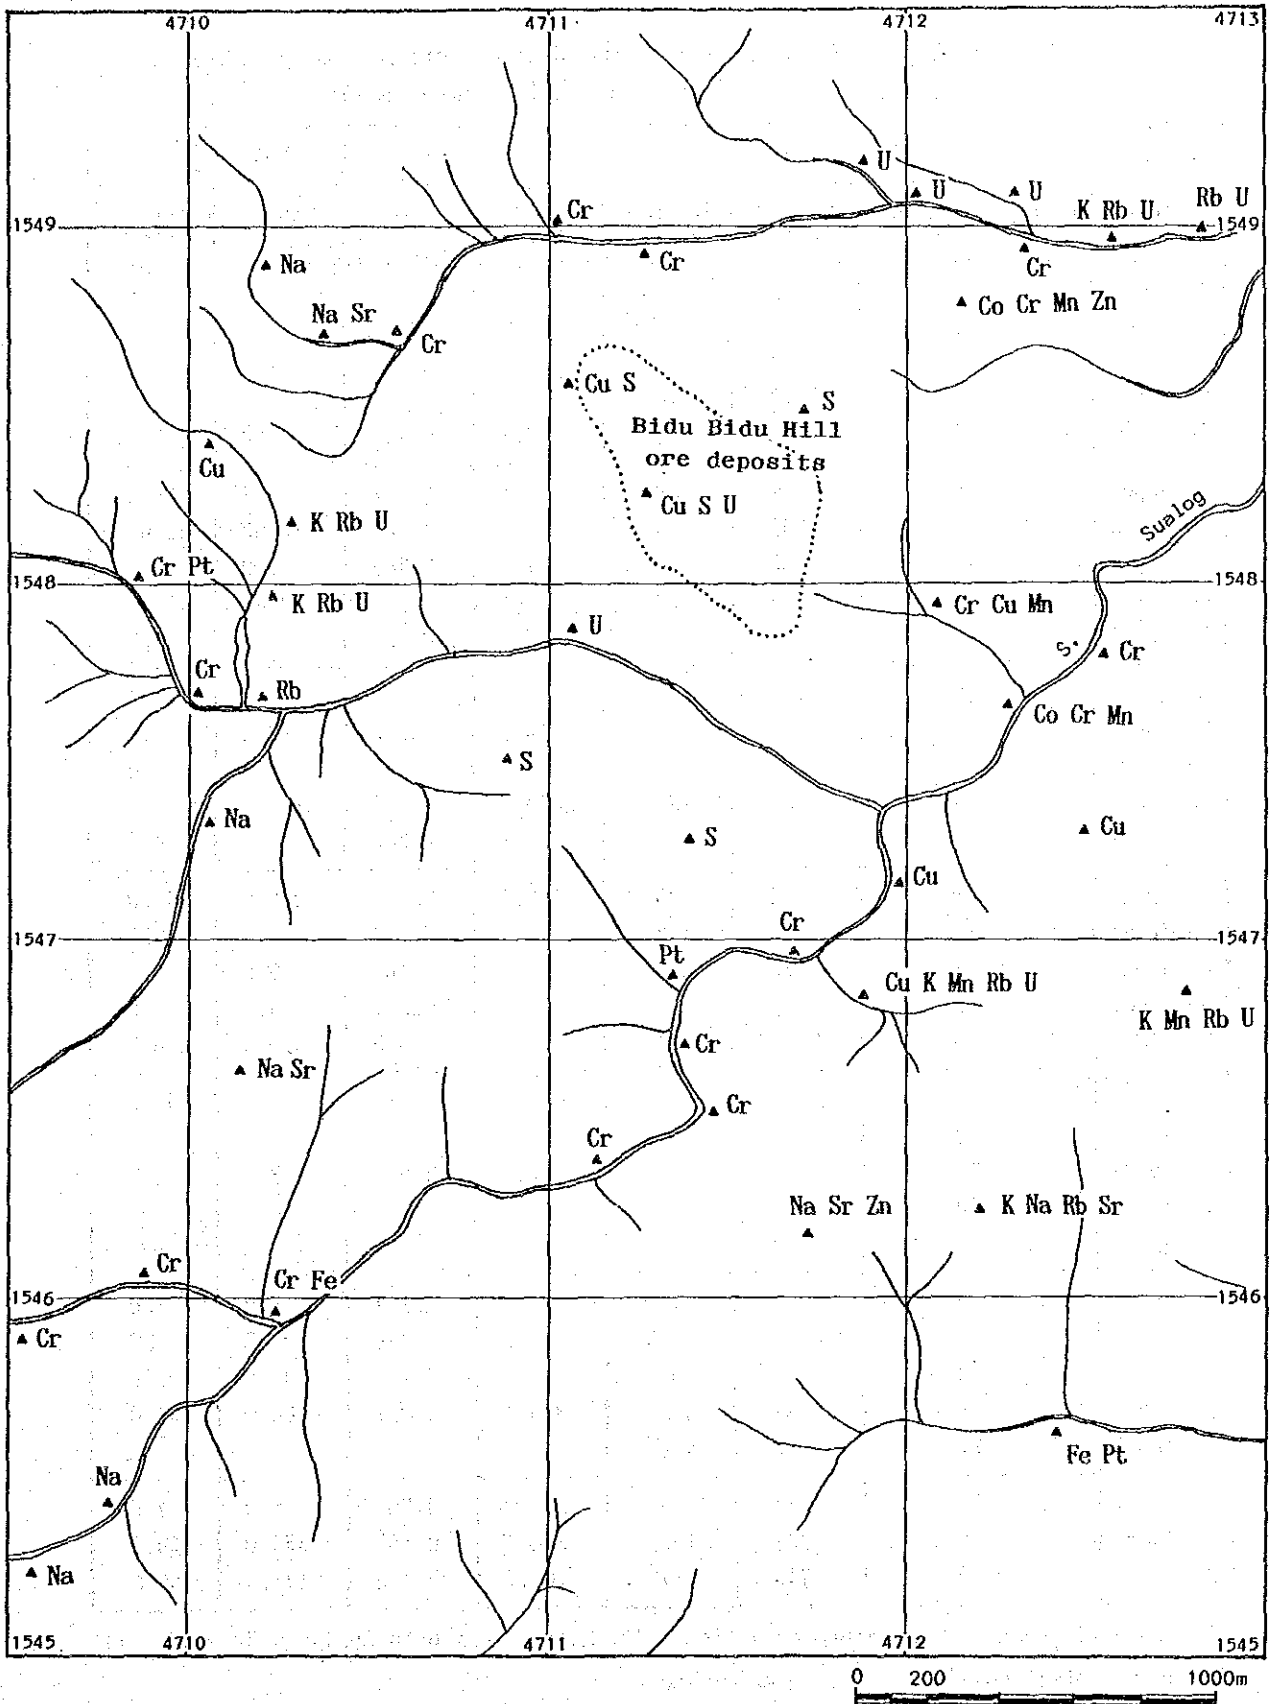 4710 4711 4712 4713
U
U U Rb U
K Rb U
Cr
1549 1549
Cr Cr
Na
Co Cr Mn Zn
Na Sr
Cr
Cu S
S
Bidu Bidu Hill
ore deposits
Cu
Cu S U
Sualog
K Rb U
Cr Pt
1548 1548
K Rb U
Cr Cu Mn
U
S.
Cr
Cr
Rb
Co Cr Mn
S
Na
Cu
S
Cu
Cr
1547 1547
Pt
Cu K Mn Rb U
K Mn Rb U
Cr
Na Sr
Cr
Cr
Na Sr Zn
K Na Rb Sr
Cr
Cr Fe
1546 1546
Cr
Fe Pt
Na
Na
1545 4710 4711 4712 1545
0 200 1000m